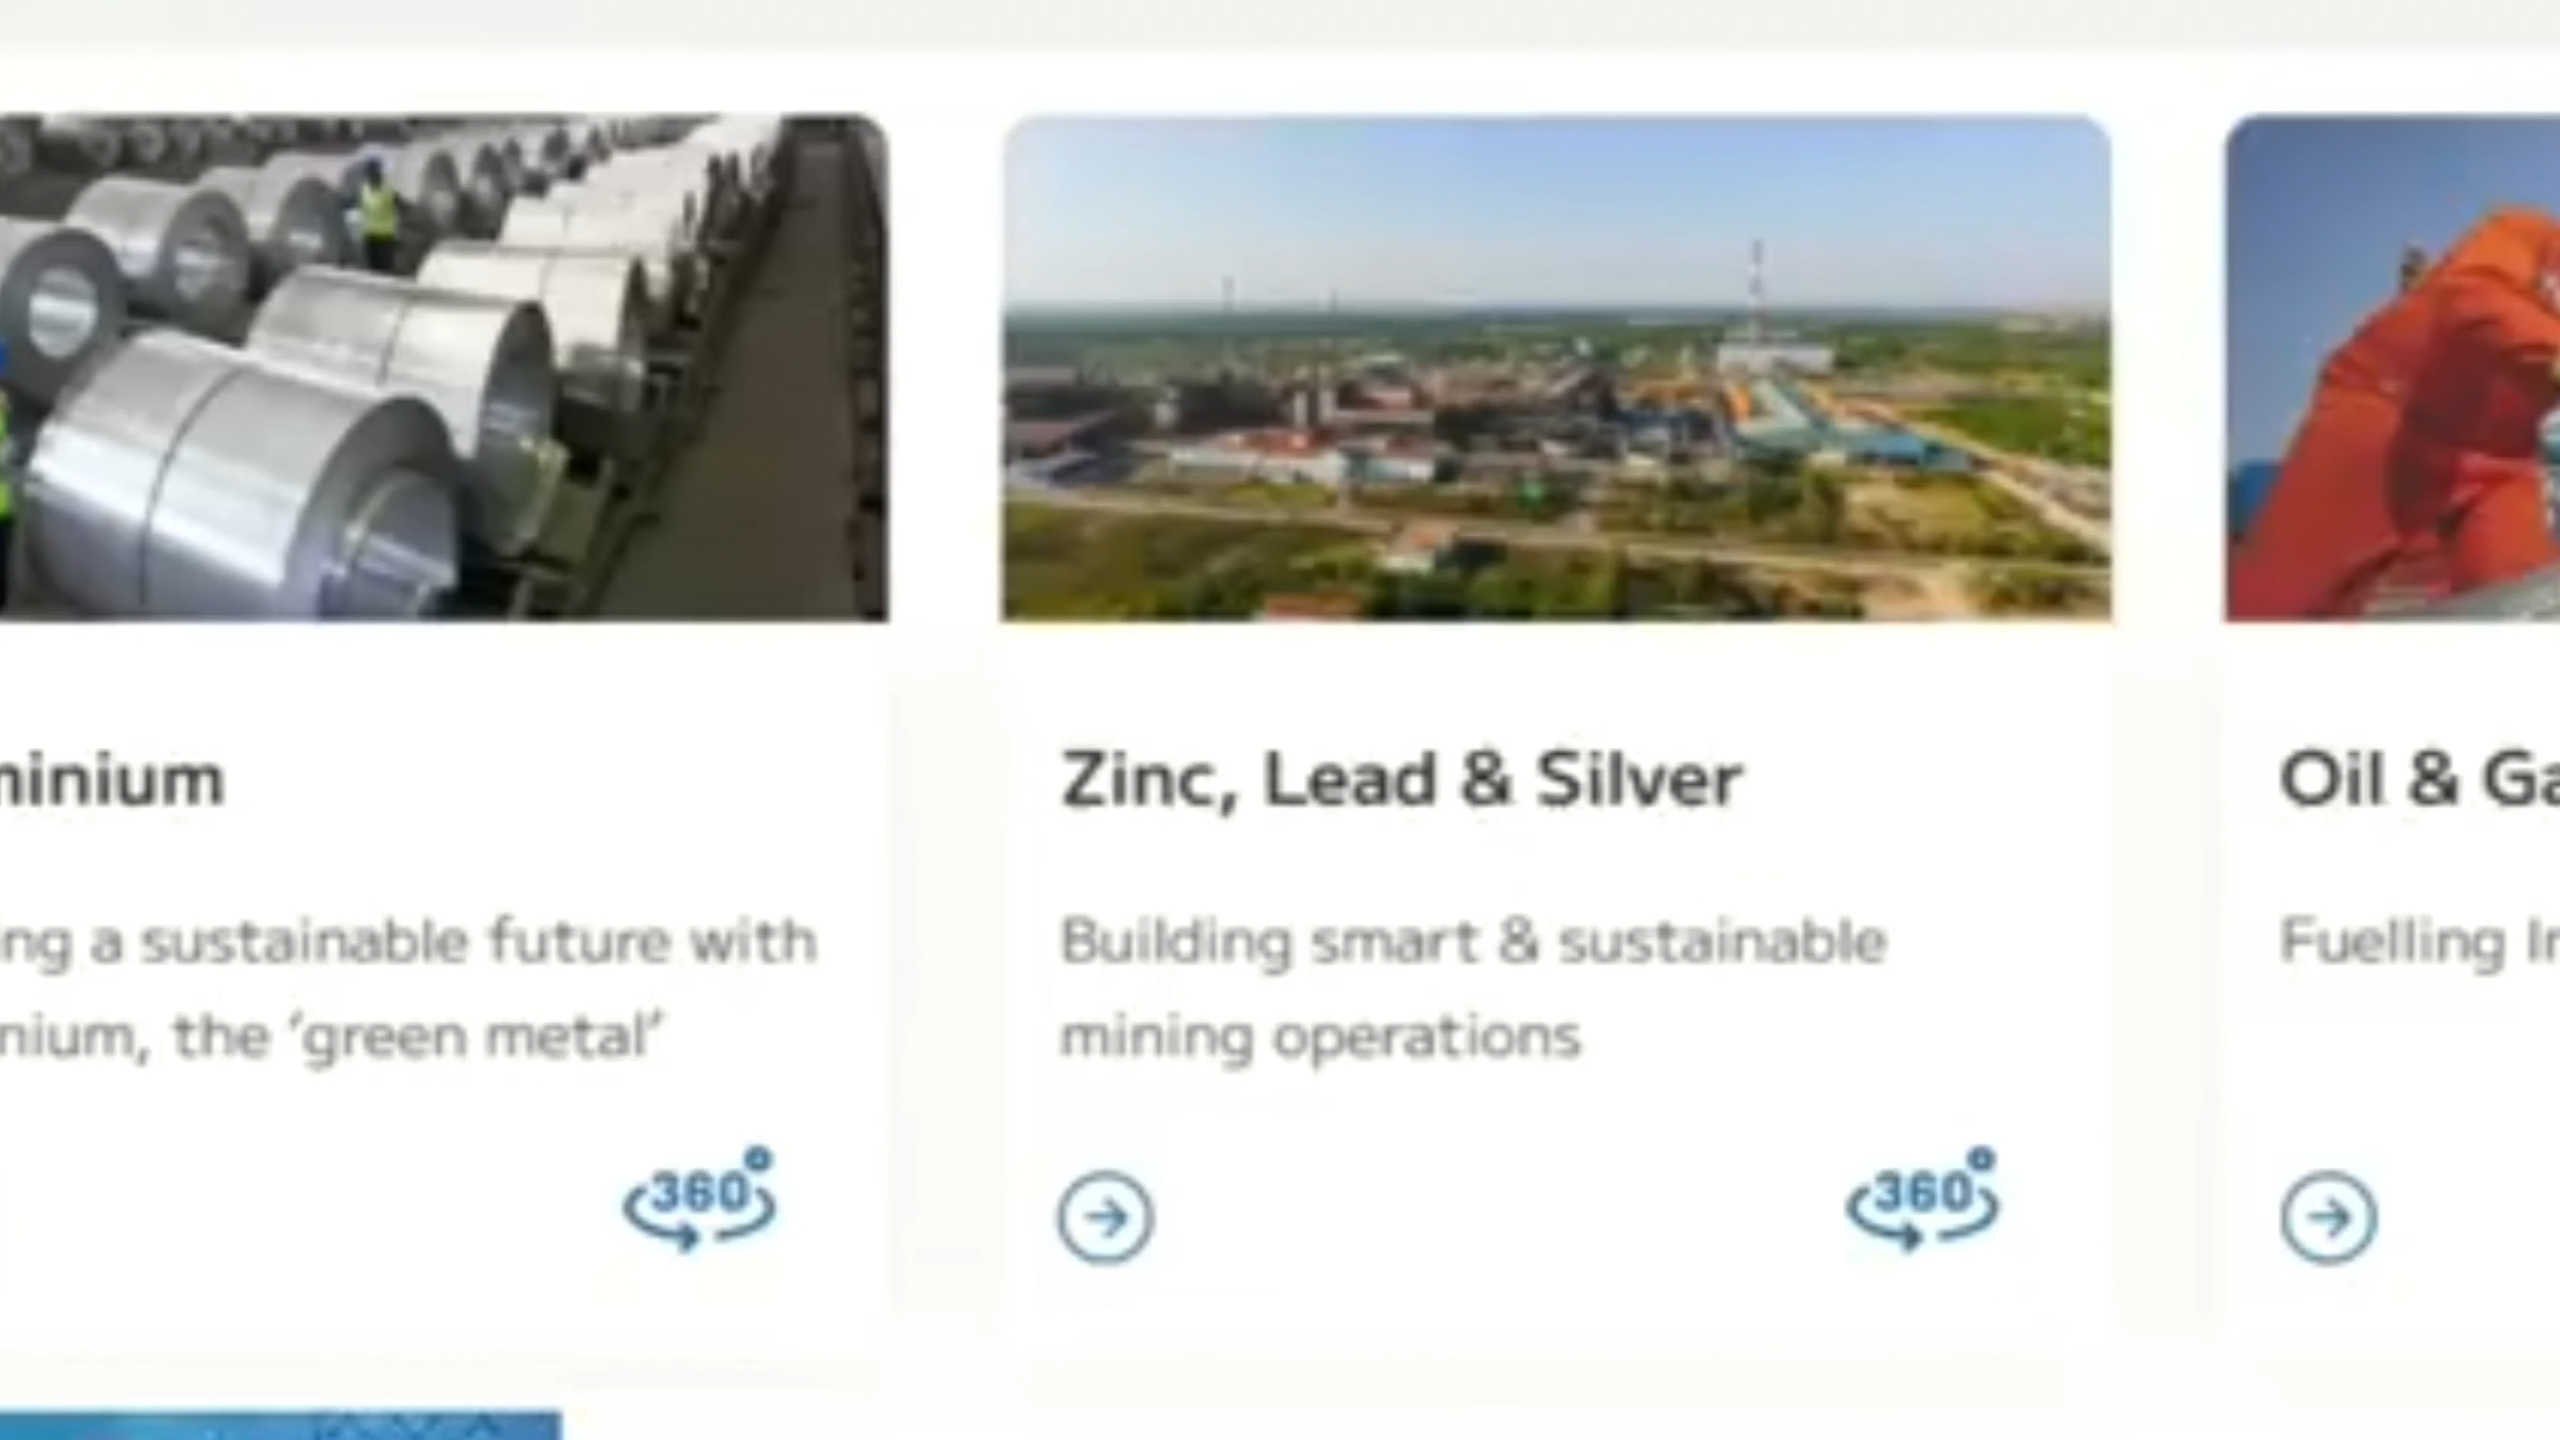 minium
ing a sustainable future with
nium, the ‘green metal’
360°
Zinc, Lead & Silver
Building smart & sustainable
mining operations
360°
Oil & Ga
Fuelling In